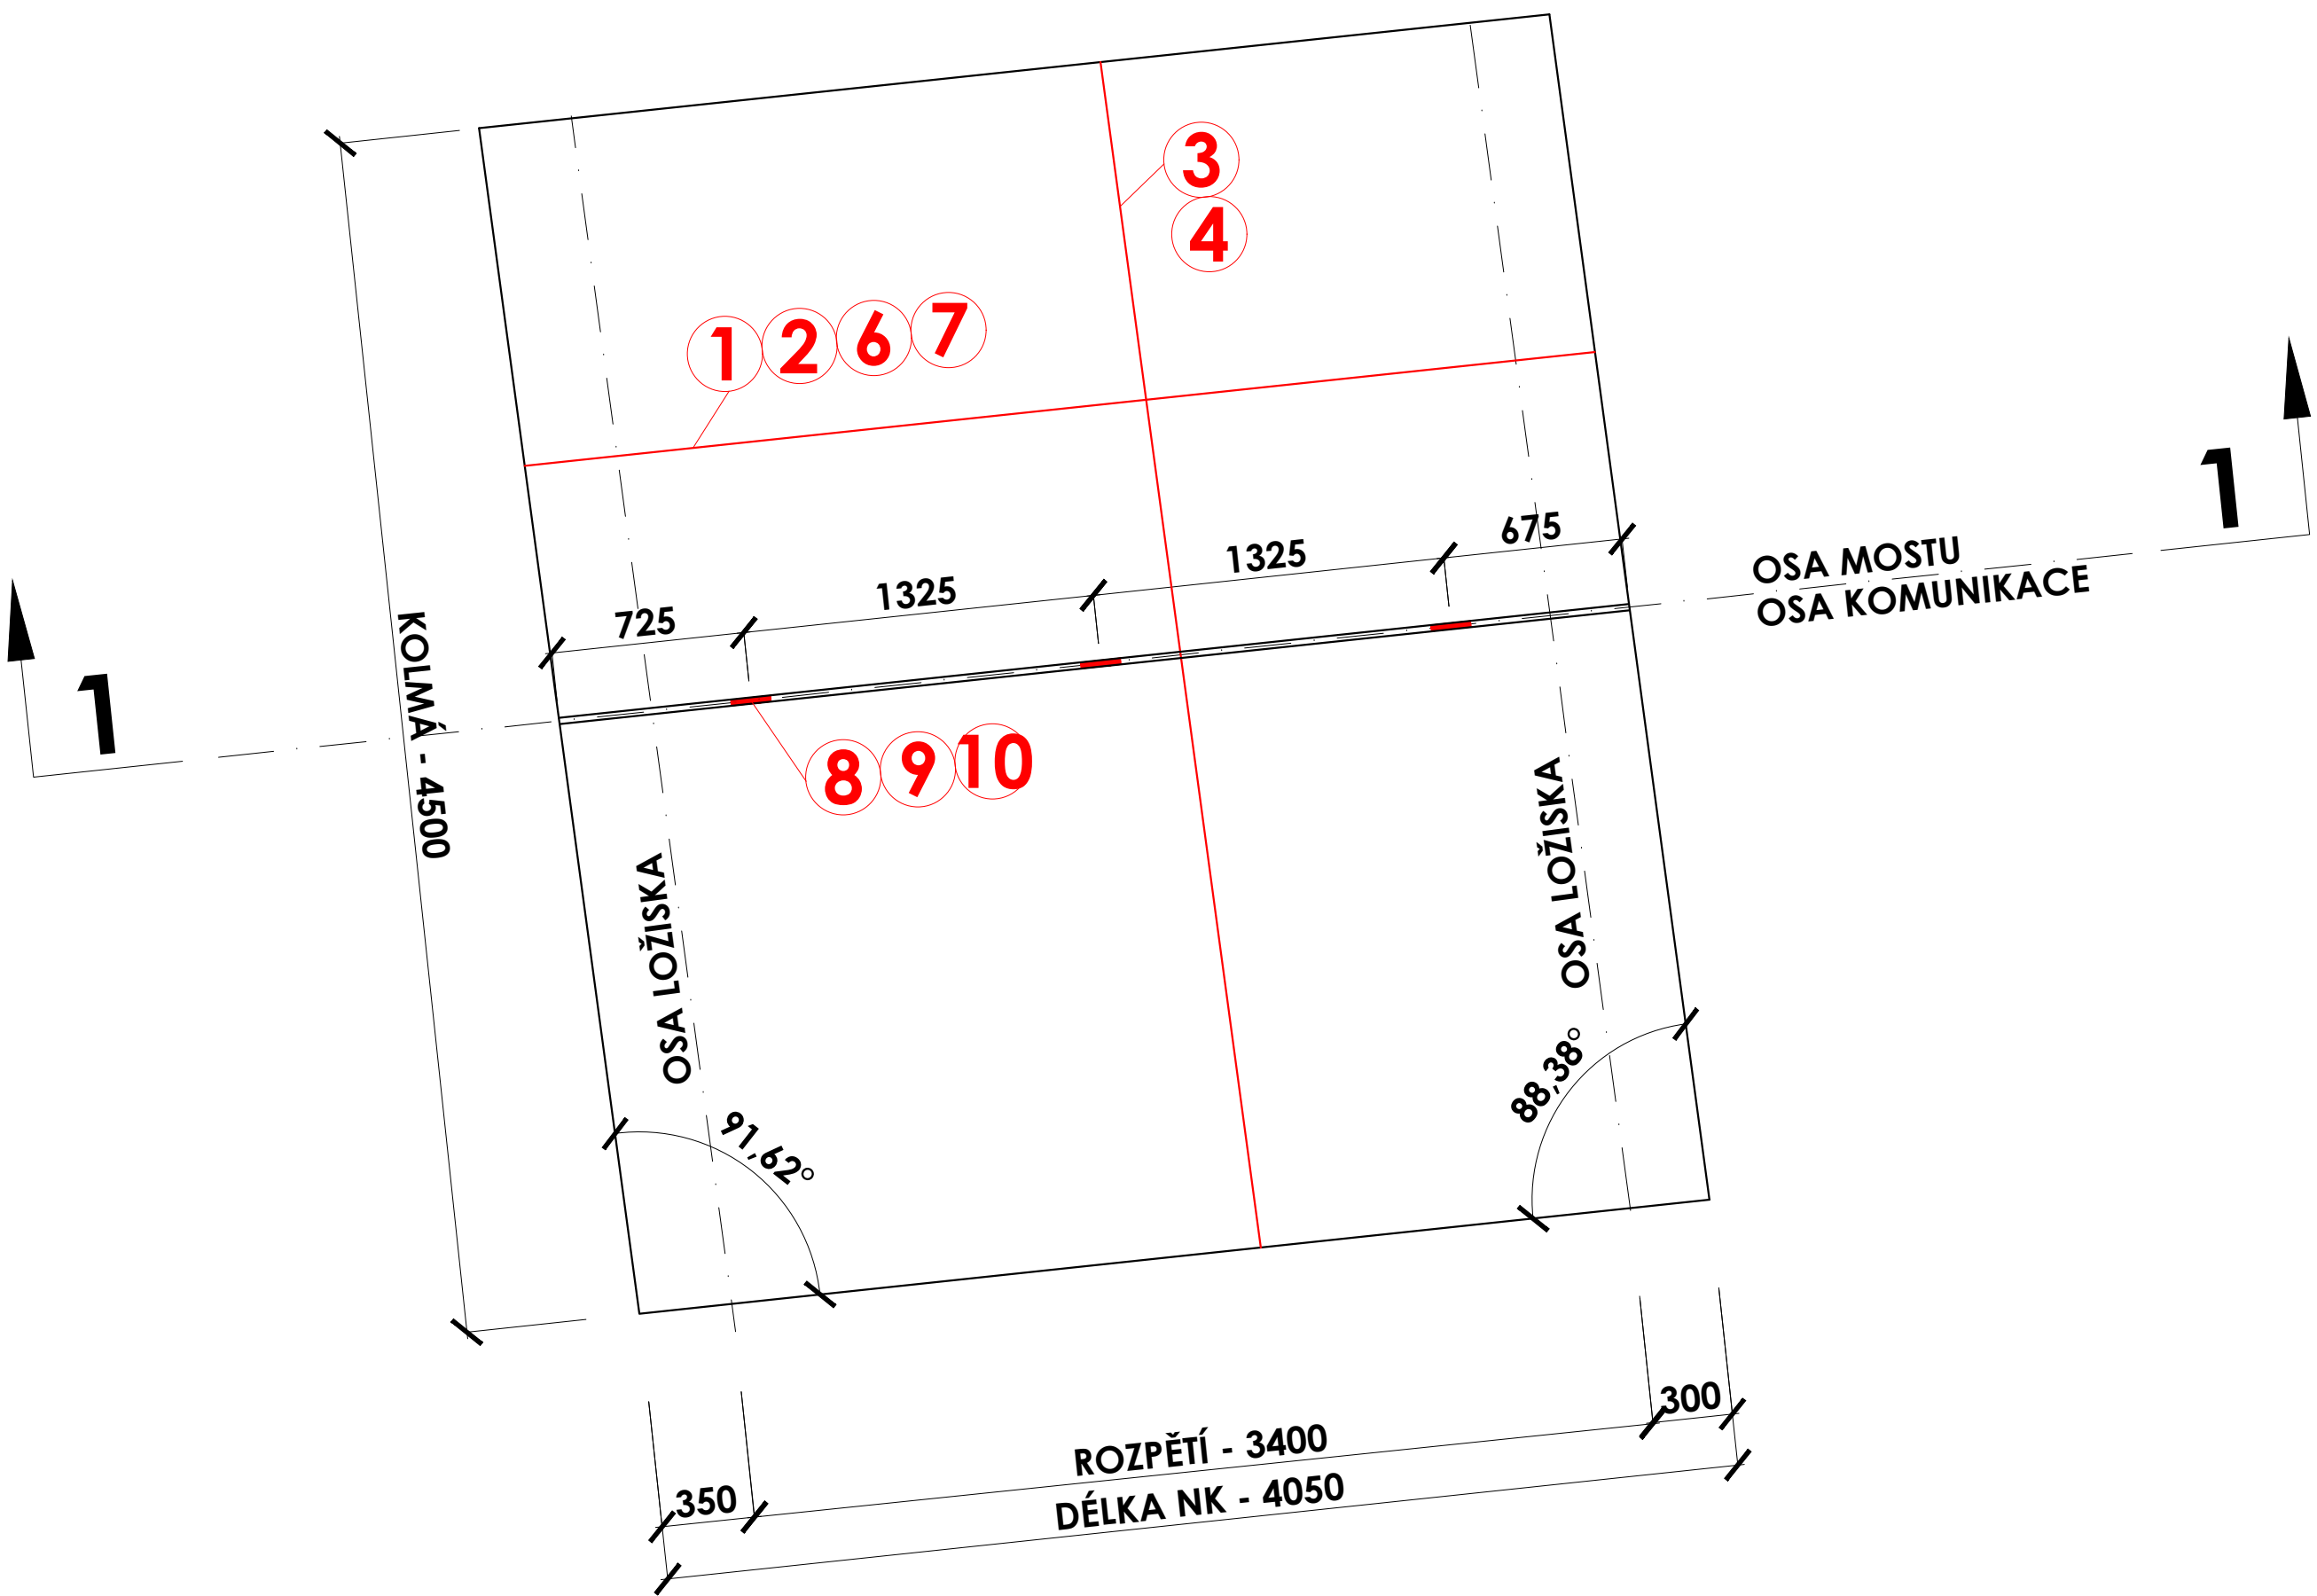 3
4
1 2 6 7
725
1325
1325
675
OSA MOSTU
OSA KOMUNIKACE
1
1
KOLMÁ - 4500
8 9 10
OSA LOŽISKA
OSA LOŽISKA
91,62°
88,38°
350
ROZPĚTÍ - 3400
300
DÉLKA NK - 4050